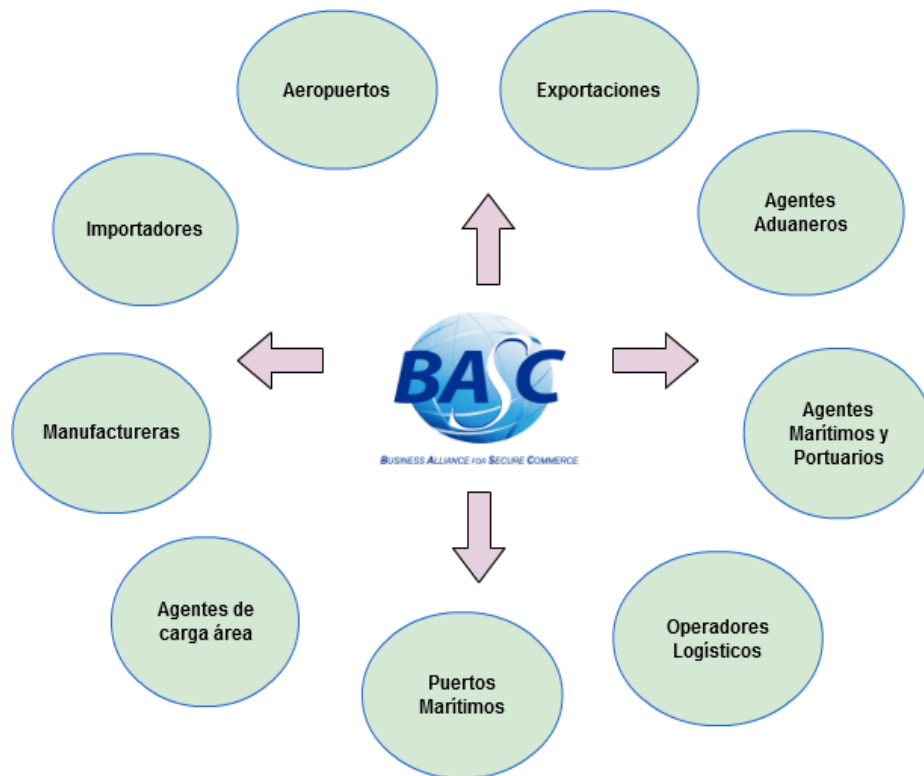 Aeropuertos
Exportaciones
Importadores
Agentes
Aduaneros
BASC
BUSINESS ALLIANCE FOR SECURE COMMERCE
Manufactureras
Agentes
Marítimos y
Portuarios
Agentes de
carga área
Operadores
Logísticos
Puertos
Marítimos